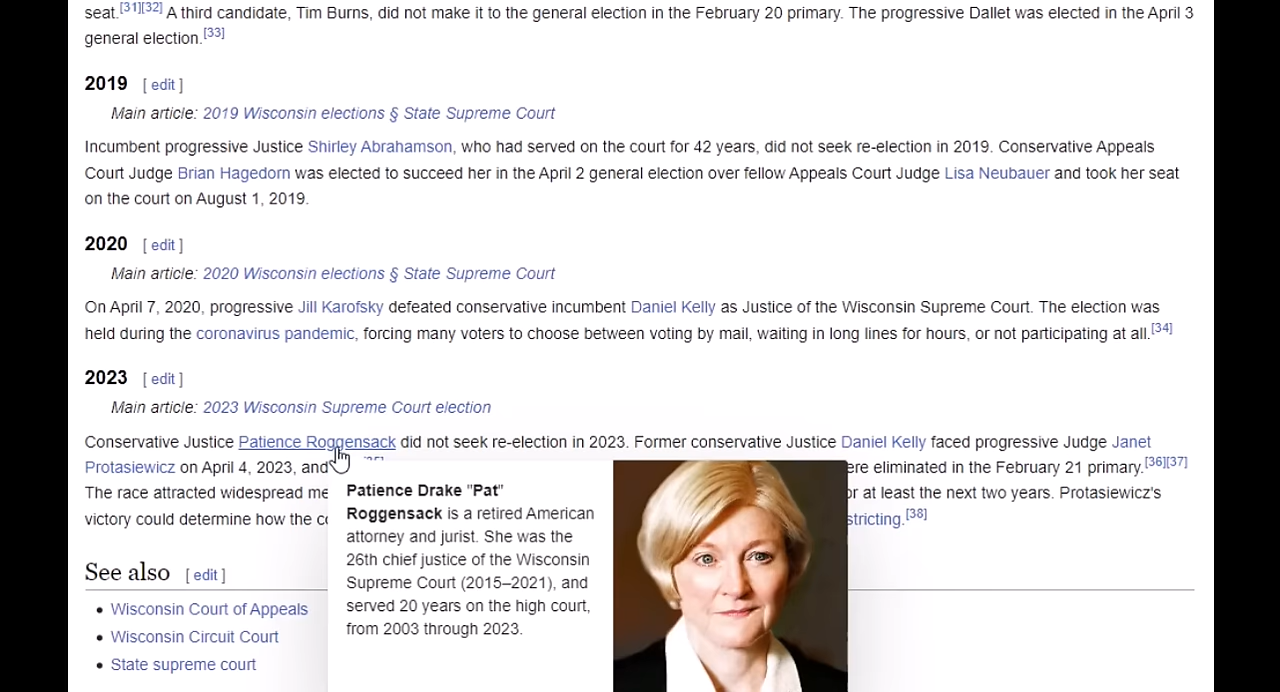 seat.[31][32] A third candidate, Tim Burns, did not make it to the general election in the February 20 primary. The progressive Dallet was elected in the April 3
general election.[33]
2019 [ edit ]
Main article: 2019 Wisconsin elections § State Supreme Court
Incumbent progressive Justice Shirley Abrahamson, who had served on the court for 42 years, did not seek re-election in 2019. Conservative Appeals
Court Judge Brian Hagedorn was elected to succeed her in the April 2 general election over fellow Appeals Court Judge Lisa Neubauer and took her seat
on the court on August 1, 2019.
2020 [ edit ]
Main article: 2020 Wisconsin elections § State Supreme Court
On April 7, 2020, progressive Jill Karofsky defeated conservative incumbent Daniel Kelly as Justice of the Wisconsin Supreme Court. The election was
held during the coronavirus pandemic, forcing many voters to choose between voting by mail, waiting in long lines for hours, or not participating at all.[34]
2023 [ edit ]
Main article: 2023 Wisconsin Supreme Court election
Conservative Justice Patience Roggensack did not seek re-election in 2023. Former conservative Justice Daniel Kelly faced progressive Judge Janet
Protasiewicz on April 4, 2023, and ere eliminated in the February 21 primary.[36][37]
The race attracted widespread me or at least the next two years. Protasiewicz's
victory could determine how the co stricting.[38]
Patience Drake "Pat"
Roggensack is a retired American
attorney and jurist. She was the
26th chief justice of the Wisconsin
Supreme Court (2015–2021), and
served 20 years on the high court,
from 2003 through 2023.
See also [ edit ]
• Wisconsin Court of Appeals
• Wisconsin Circuit Court
• State supreme court